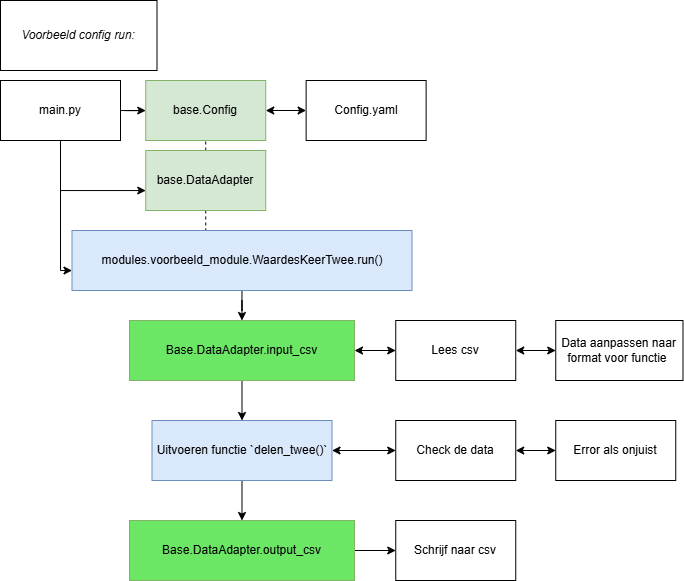 Voorbeeld config run:
main.py
base.Config
Config.yaml
base.DataAdapter
modules.voorbeeld_module.WaardesKeerTwee.run()
Base.DataAdapter.input_csv
Lees csv
Data aanpassen naar
format voor functie
Uitvoeren functie `delen_twee()`
Check de data
Error als onjuist
Base.DataAdapter.output_csv
Schrijf naar csv